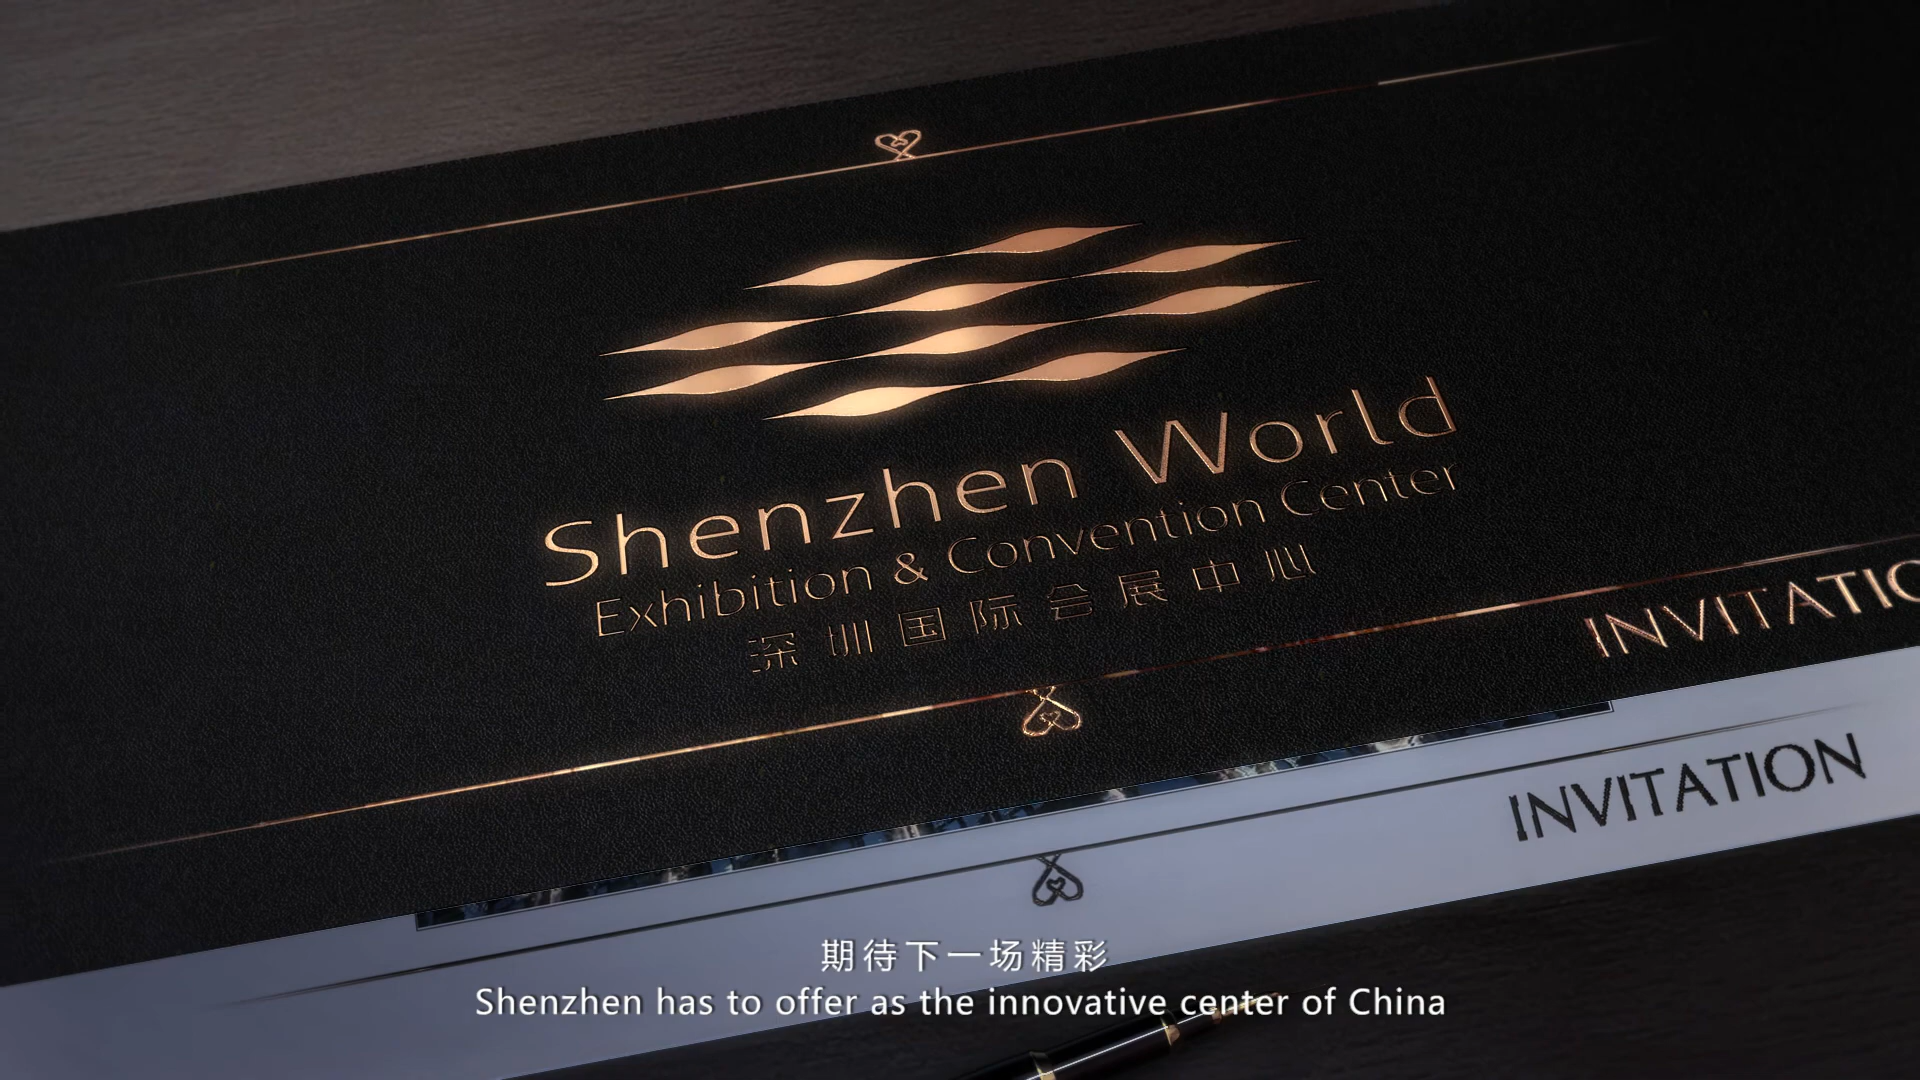 Shenzhen World
Exhibition & Convention Center
深圳国际会展中心
INVITATIO
INVITATION
期待下一场精彩
Shenzhen has to offer as the innovative center of China